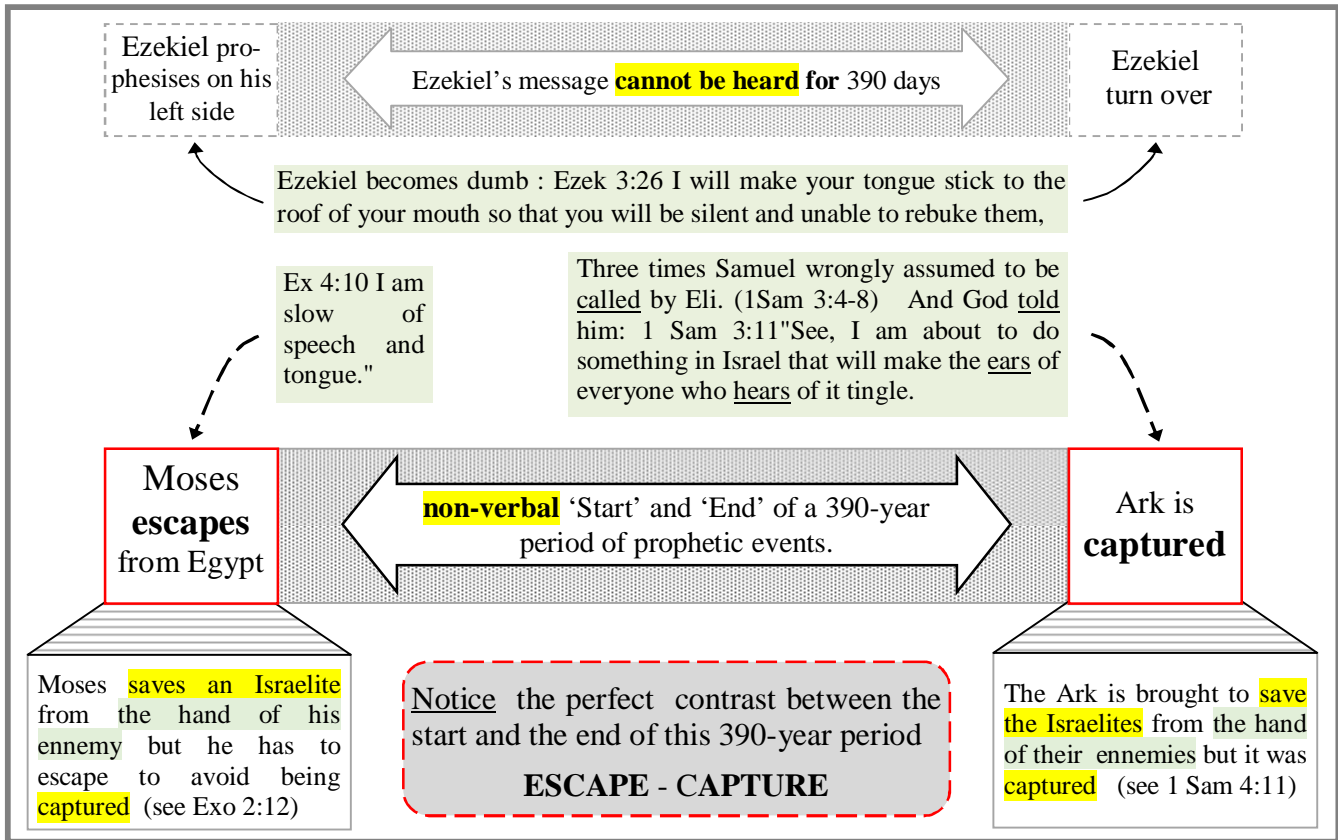 Ezekiel pro-
phesises on his
left side
Ezekiel’s message cannot be heard for 390 days
Ezekiel
turn over
Ezekiel becomes dumb : Ezek 3:26 I will make your tongue stick to the
roof of your mouth so that you will be silent and unable to rebuke them,
Ex 4:10 I am
slow of
speech and
tongue."
Three times Samuel wrongly assumed to be
called by Eli. (1Sam 3:4-8) And God told
him: 1 Sam 3:11"See, I am about to do
something in Israel that will make the ears of
everyone who hears of it tingle.
Moses
escapes
from Egypt
non-verbal ‘Start’ and ‘End’ of a 390-year
period of prophetic events.
Ark is
captured
Moses saves an Israelite
from the hand of his
ennemy but he has to
escape to avoid being
captured (see Exo 2:12)
Notice the perfect contrast between the
start and the end of this 390-year period
ESCAPE - CAPTURE
The Ark is brought to save
the Israelites from the hand
of their ennemies but it was
captured (see 1 Sam 4:11)